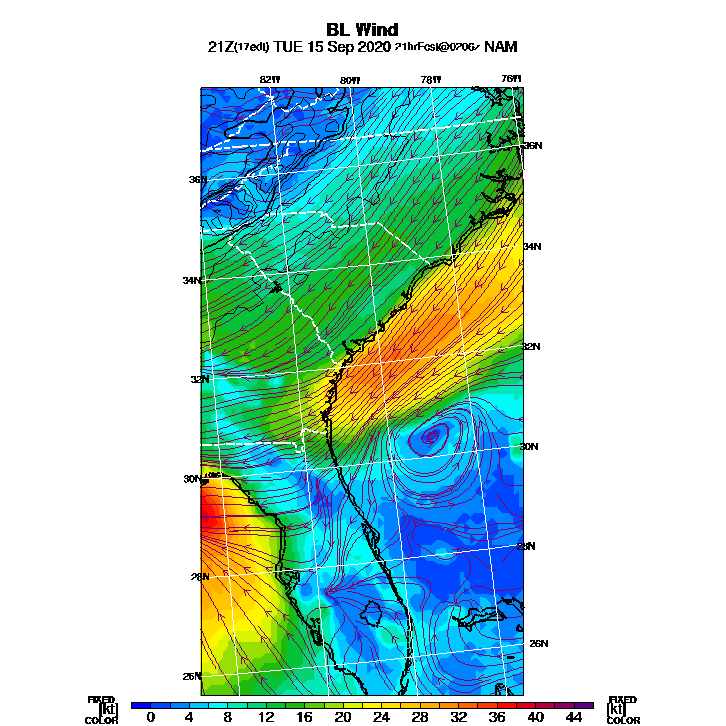 BL Wind
21Z(17edt) TUE 15 Sep 2020 21hrFcst@0206z NAM
82W 80W 78W 76W
36N
36N
34N
34N
32N
32N
30N
30N
28N
28N
26N
26N
FIXED FIXED
[kt] 0 4 8 12 16 20 24 28 32 36 40 44 [kt]
COLOR COLOR